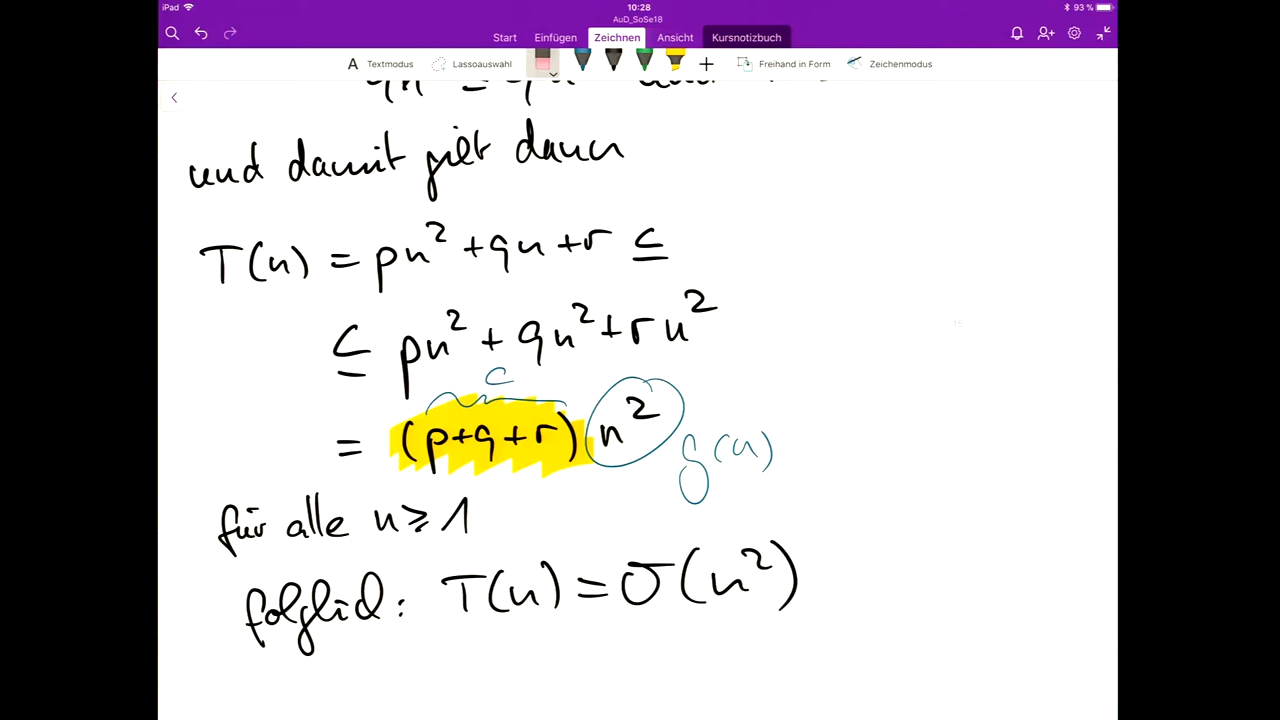 iPad 10:28 93 %
AuD_SoSe18
Start Einfügen Zeichnen Ansicht Kursnotizbuch
A Textmodus Lassoauswahl Freihand in Form Zeichenmodus
und damit gilt dann
T(n) = pn² + qn + r ≤
≤ pn² + qn² + rn²
c
= (p+q+r) n² g(n)
für alle n ≥ 1
folglich: T(n) = O(n²)